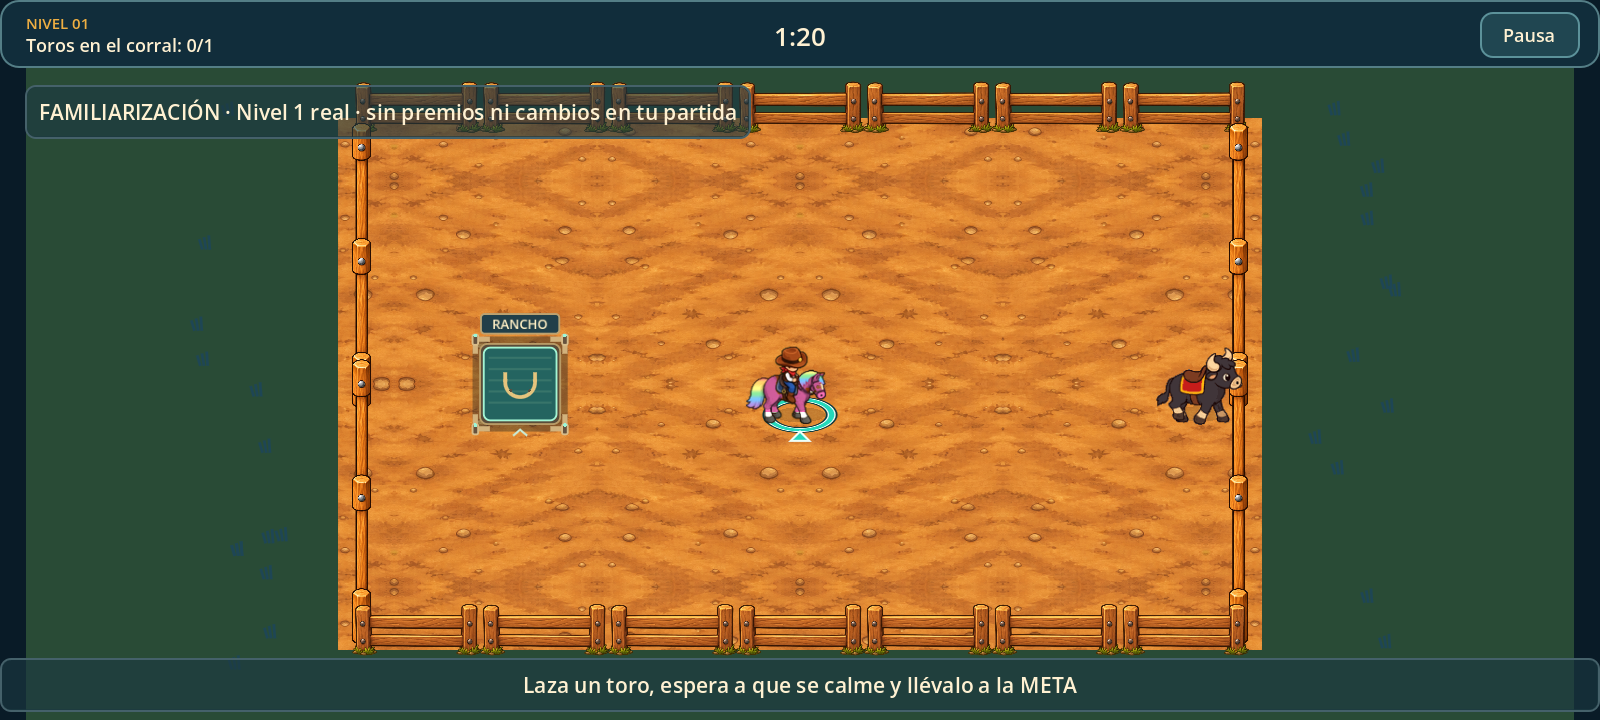 NIVEL 01
Toros en el corral: 0/1
1:20
Pausa
FAMILIARIZACIÓN · Nivel 1 real · sin premios ni cambios en tu partida
RANCHO
Laza un toro, espera a que se calme y llévalo a la META